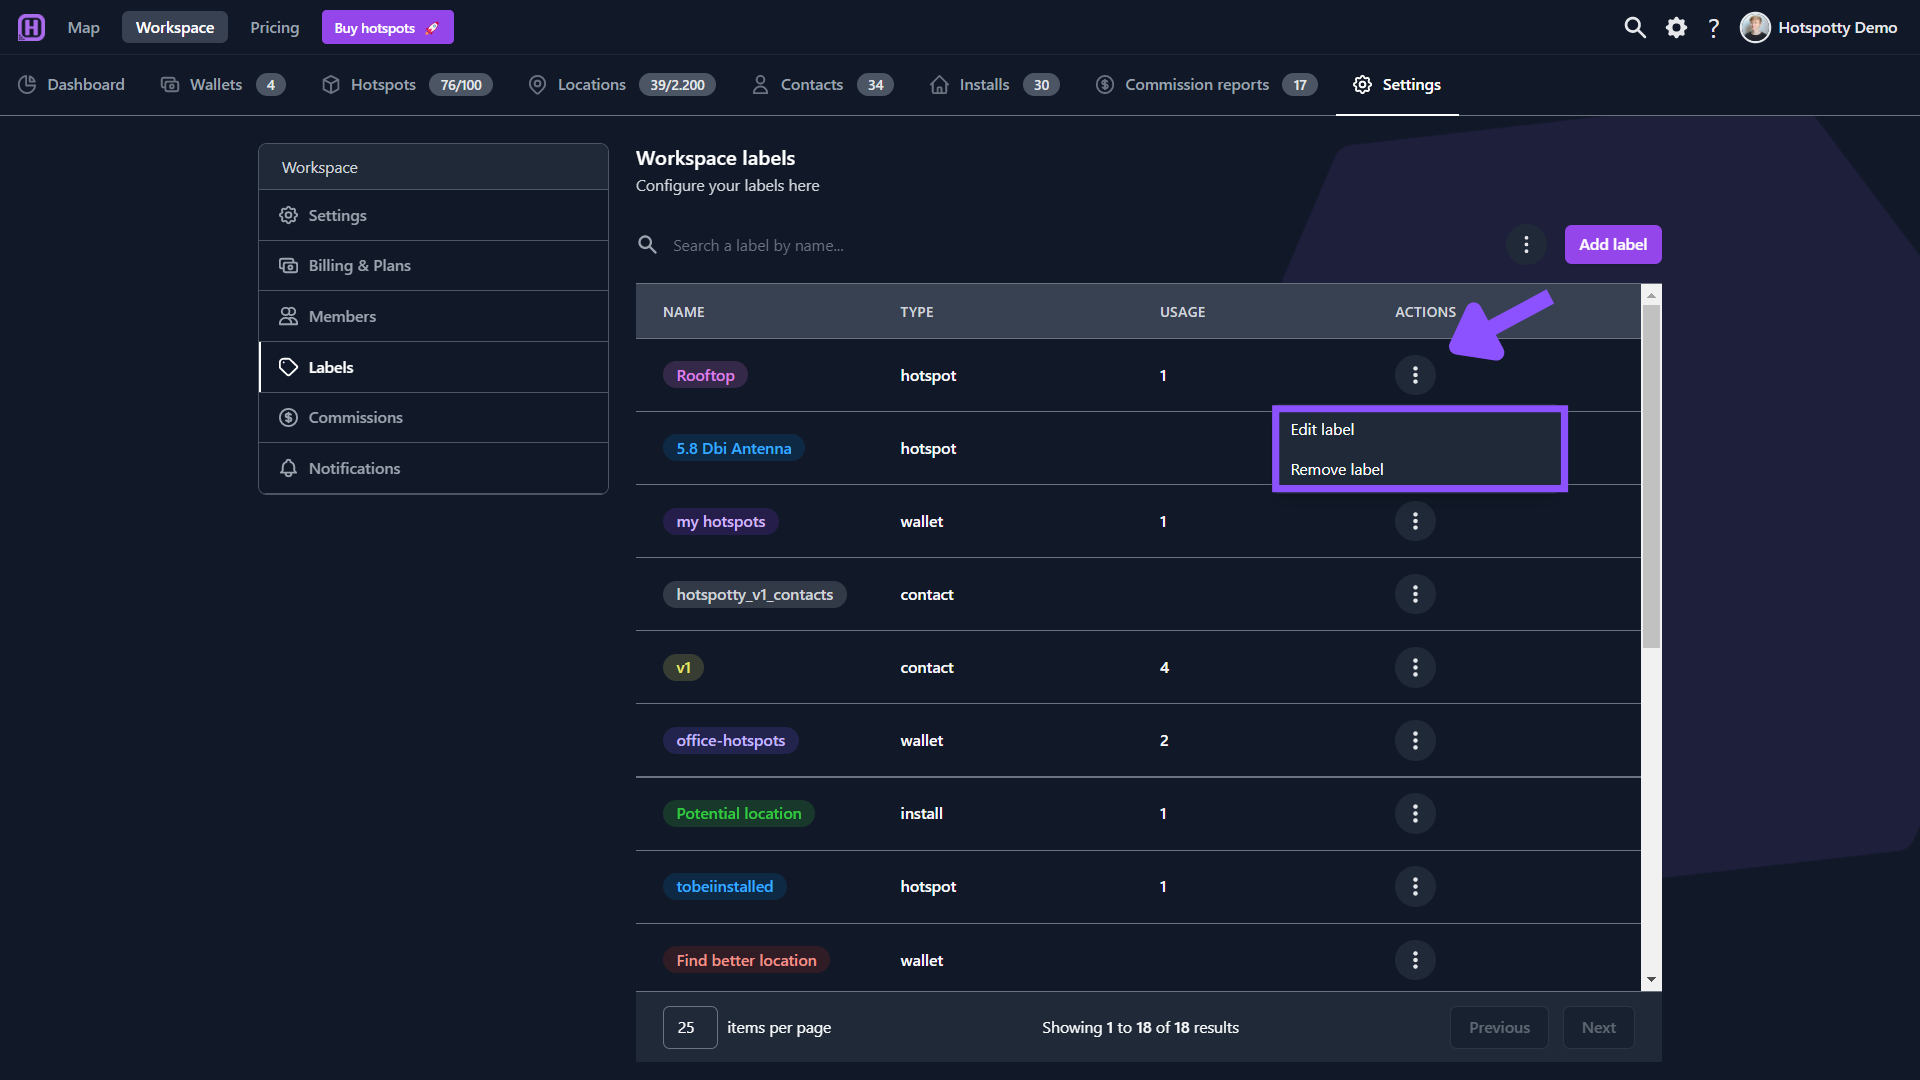 Map
Workspace
Pricing
Buy hotspots
Hotspotty Demo
Dashboard
Wallets 4
Hotspots 76/100
Locations 39/2.200
Contacts 34
Installs 30
Commission reports 17
Settings
Workspace
Settings
Billing & Plans
Members
Labels
Commissions
Notifications
Workspace labels
Configure your labels here
Search a label by name...
Add label
NAME TYPE USAGE ACTIONS
Rooftop hotspot 1
Edit label
5.8 Dbi Antenna hotspot
Remove label
my hotspots wallet 1
hotspotty_v1_contacts contact
v1 contact 4
office-hotspots wallet 2
Potential location install 1
tobeiinstalled hotspot 1
Find better location wallet
25 items per page
Showing 1 to 18 of 18 results
Previous
Next